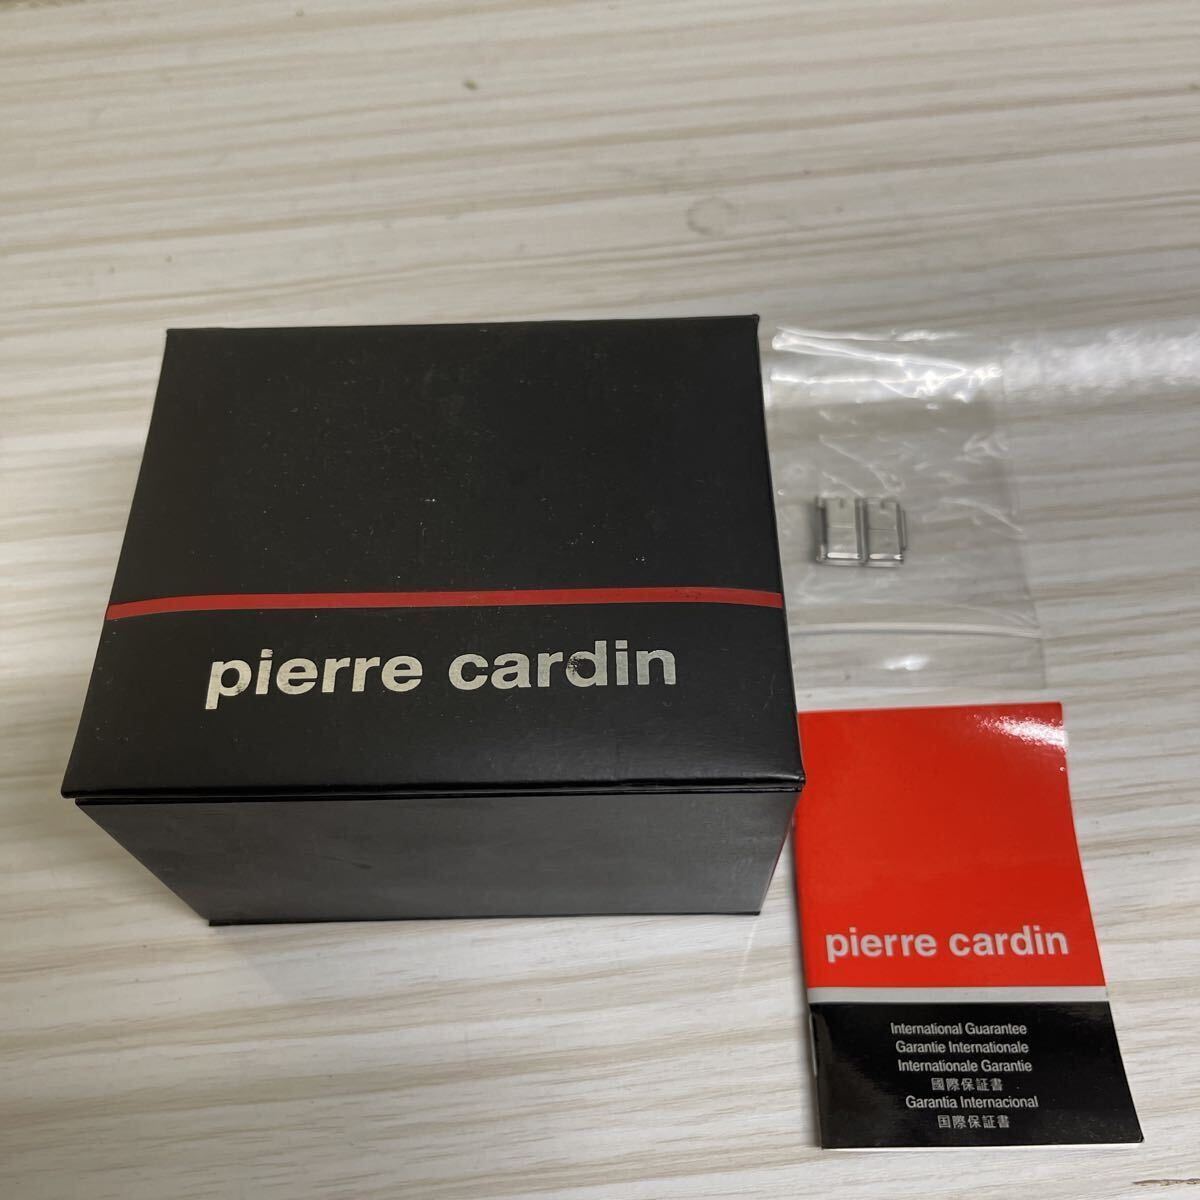 pierre cardin
pierre cardin
International Guarantee
Garantie Internationale
Internationale Garantie
國際保証書
Garantia Internacional
国際保証書